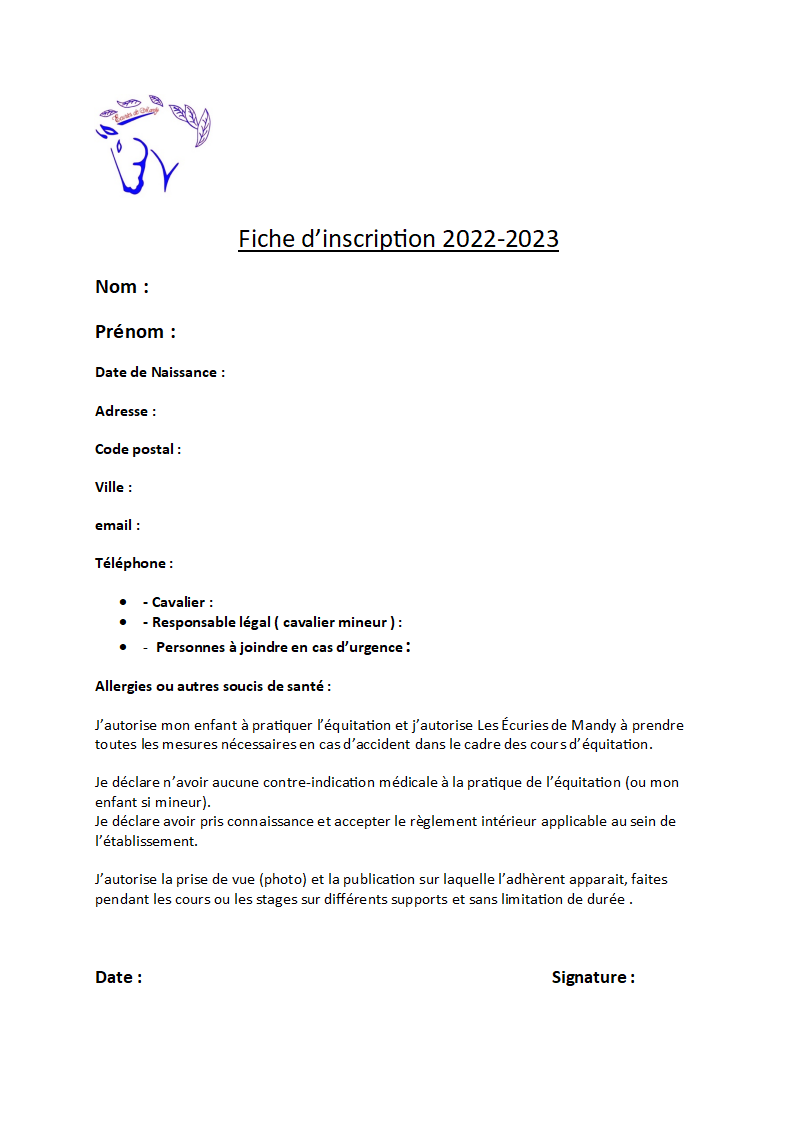 Écuries de Mandy
Fiche d’inscription 2022-2023
Nom :
Prénom :
Date de Naissance :
Adresse :
Code postal :
Ville :
email :
Téléphone :
• - Cavalier :
• - Responsable légal ( cavalier mineur ) :
• - Personnes à joindre en cas d’urgence :
Allergies ou autres soucis de santé :
J’autorise mon enfant à pratiquer l’équitation et j’autorise Les Écuries de Mandy à prendre
toutes les mesures nécessaires en cas d’accident dans le cadre des cours d’équitation.
Je déclare n’avoir aucune contre-indication médicale à la pratique de l’équitation (ou mon
enfant si mineur).
Je déclare avoir pris connaissance et accepter le règlement intérieur applicable au sein de
l’établissement.
J’autorise la prise de vue (photo) et la publication sur laquelle l’adhèrent apparait, faites
pendant les cours ou les stages sur différents supports et sans limitation de durée .
Date : Signature :